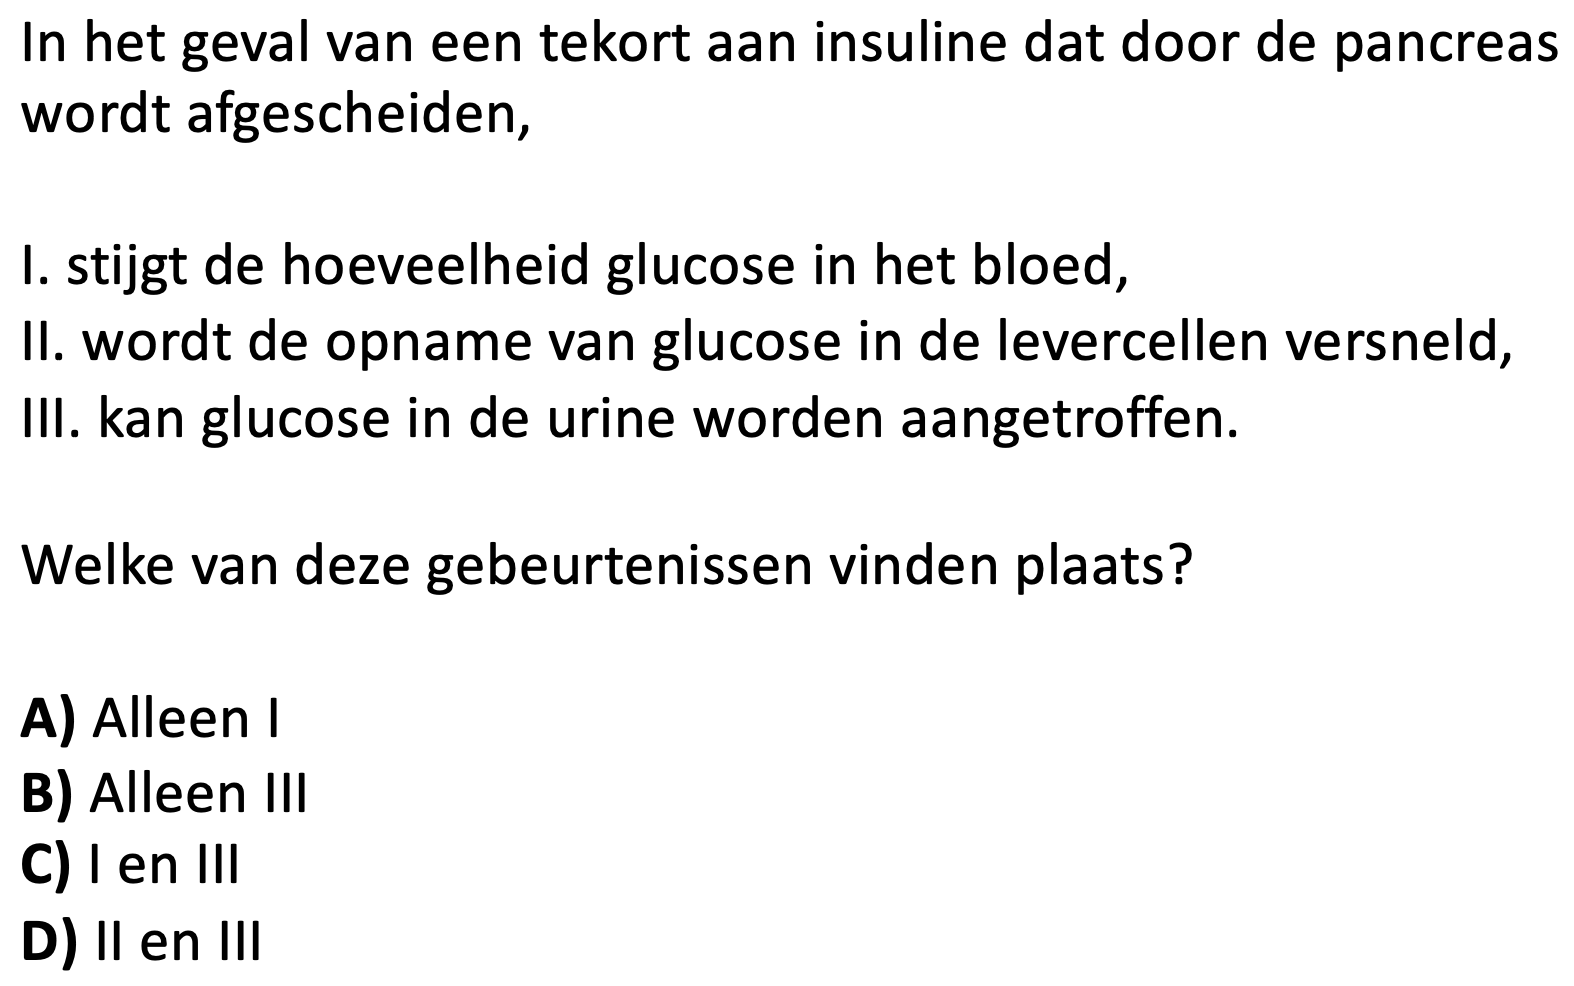 In het geval van een tekort aan insuline dat door de pancreas
wordt afgescheiden,
I. stijgt de hoeveelheid glucose in het bloed,
II. wordt de opname van glucose in de levercellen versneld,
III. kan glucose in de urine worden aangetroffen.
Welke van deze gebeurtenissen vinden plaats?
A) Alleen I
B) Alleen III
C) I en III
D) II en III